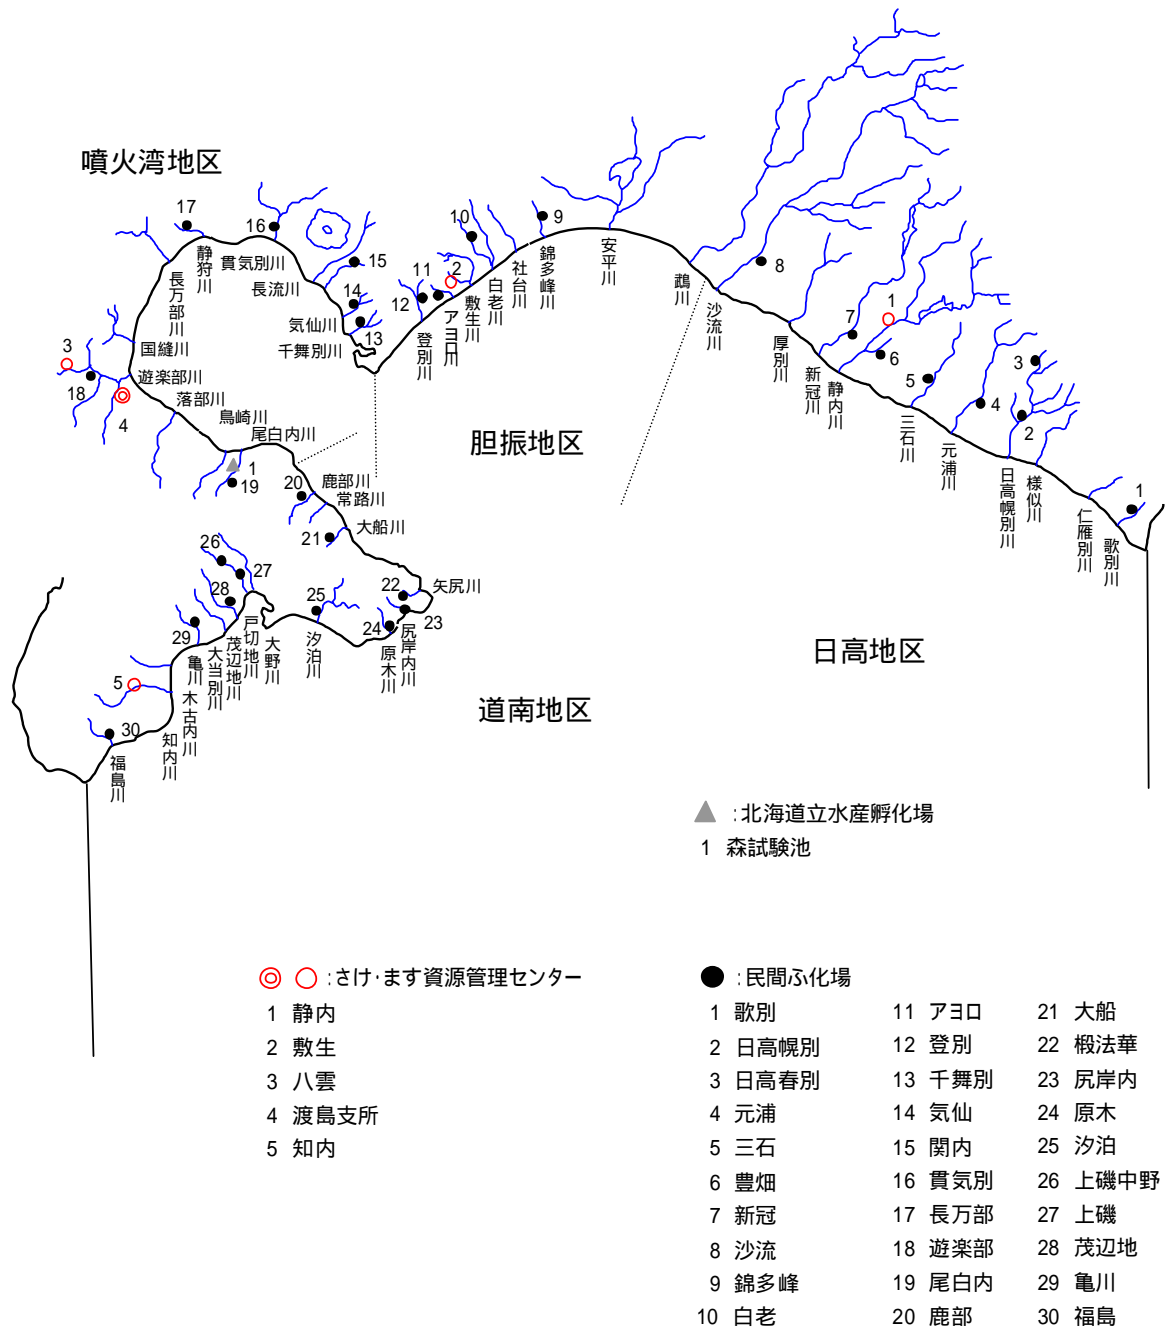 噴火湾地区
17
16
静狩川
貫気別川
長流川
長万部川
15
14
気仙川
13
千舞別川
国縫川
3
遊楽部川
18
落部川
4
鳥崎川
尾白内川
1
19
20
鹿部川
常路川
21
大船川
10
9
11
2
12
安平川
錦多峰川
社台川
白老川
敷生川
アヨロ川
登別川
鵡川
8
沙流川
胆振地区
1
7
6
厚別川
新冠川
静内川
5
3
4
2
三石川
元浦川
日高幌別川
様似川
1
仁雁別川
歌別川
日高地区
26
27
28
25
22
矢尻川
23
24
29
戸切地川
大野川
汐泊川
尻岸内川
原木川
茂辺地川
大当別川
亀川
5
木古内川
知内川
30
福島川
道南地区
▲ :北海道立水産孵化場
1 森試験池
◎ ○ :さけ・ます資源管理センター
1 静内
2 敷生
3 八雲
4 渡島支所
5 知内
● :民間ふ化場
1 歌別
2 日高幌別
3 日高春別
4 元浦
5 三石
6 豊畑
7 新冠
8 沙流
9 錦多峰
10 白老
11 アヨロ
12 登別
13 千舞別
14 気仙
15 関内
16 貫気別
17 長万部
18 遊楽部
19 尾白内
20 鹿部
21 大船
22 椴法華
23 尻岸内
24 原木
25 汐泊
26 上磯中野
27 上磯
28 茂辺地
29 亀川
30 福島